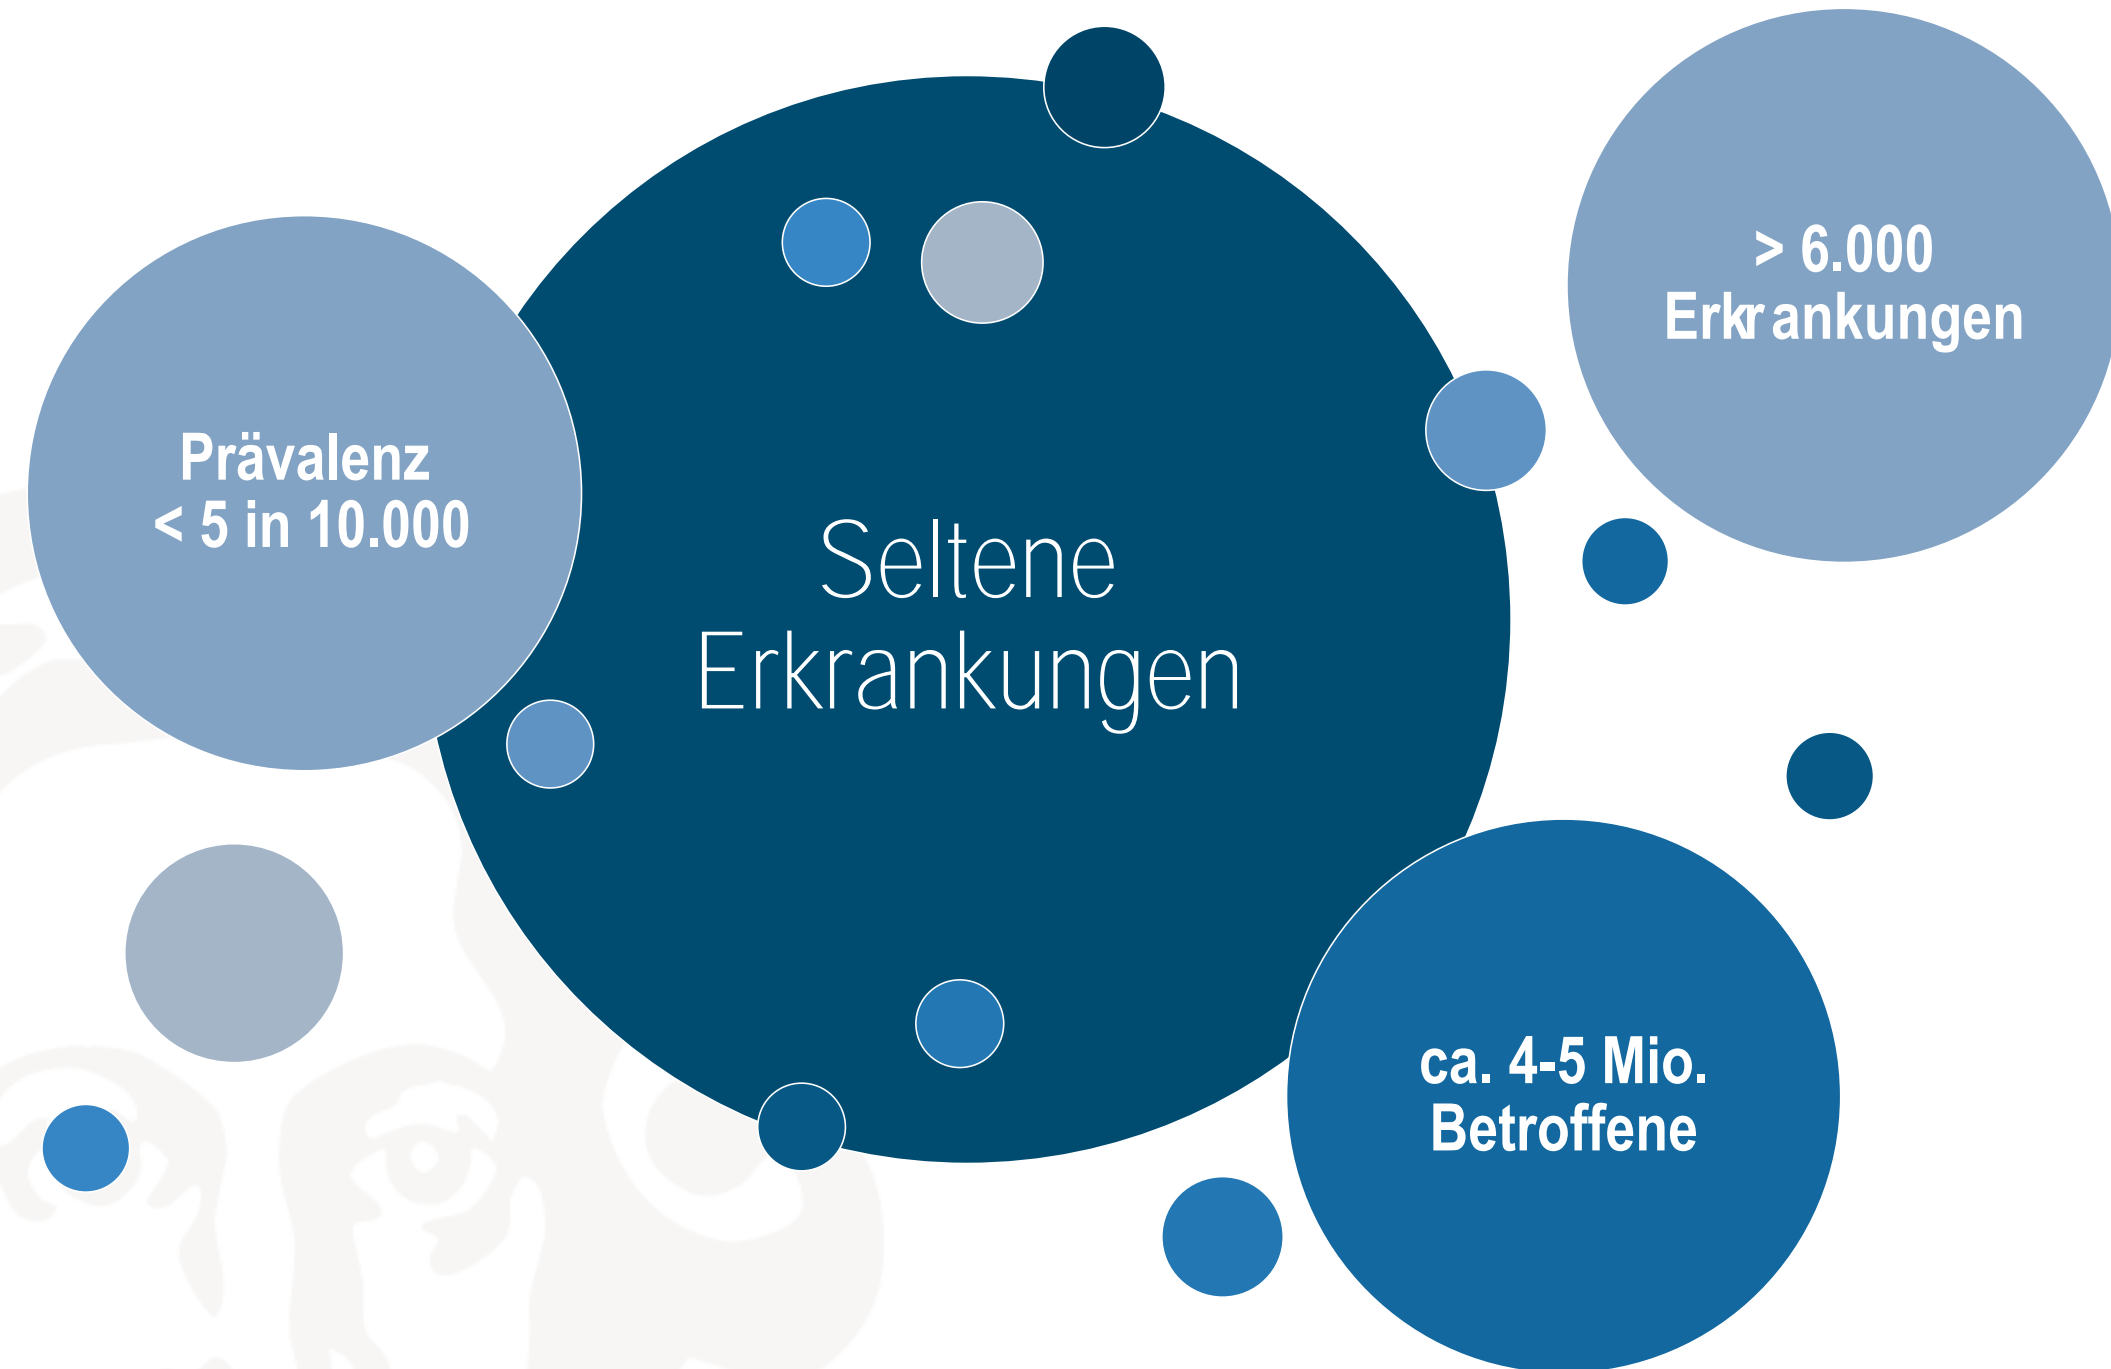 > 6.000
Erkrankungen
Prävalenz
< 5 in 10.000
Seltene
Erkrankungen
ca. 4-5 Mio.
Betroffene